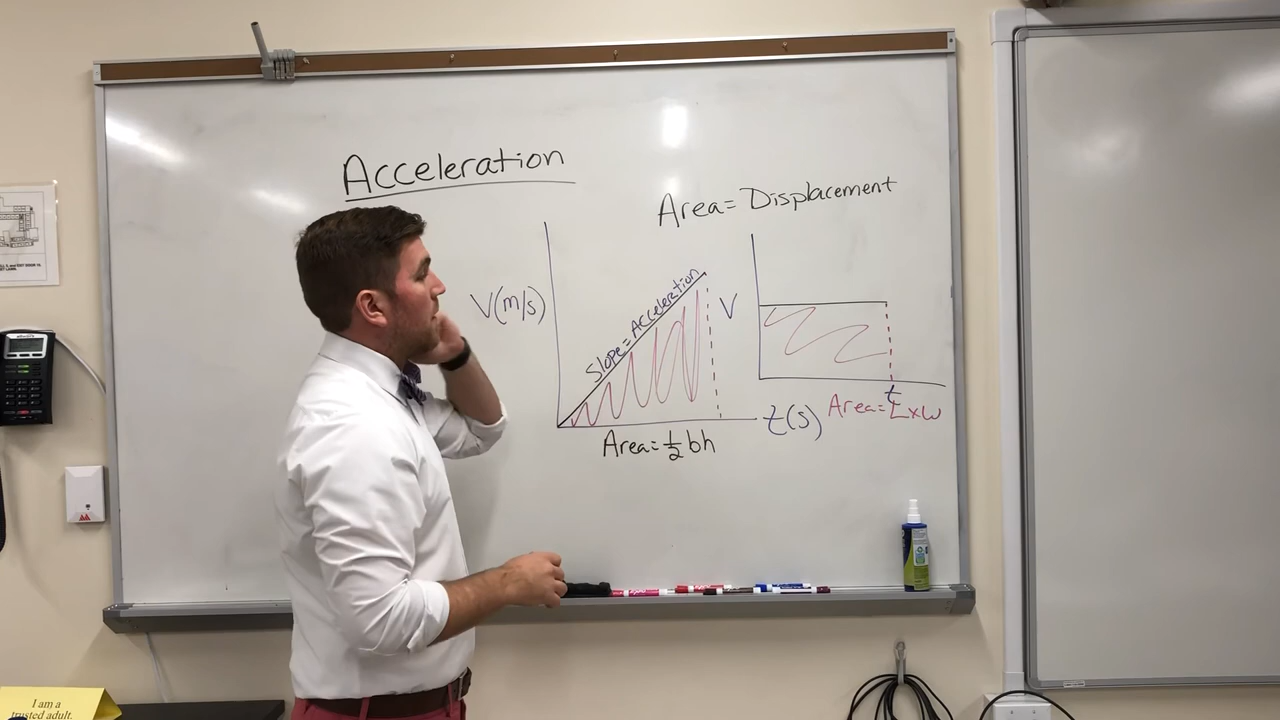 Acceleration
Area = Displacement
V(m/s)
Slope = Acceleration
V
t
t(s)
Area = L x w
Area = 1/2 bh
I am a
trusted adult.